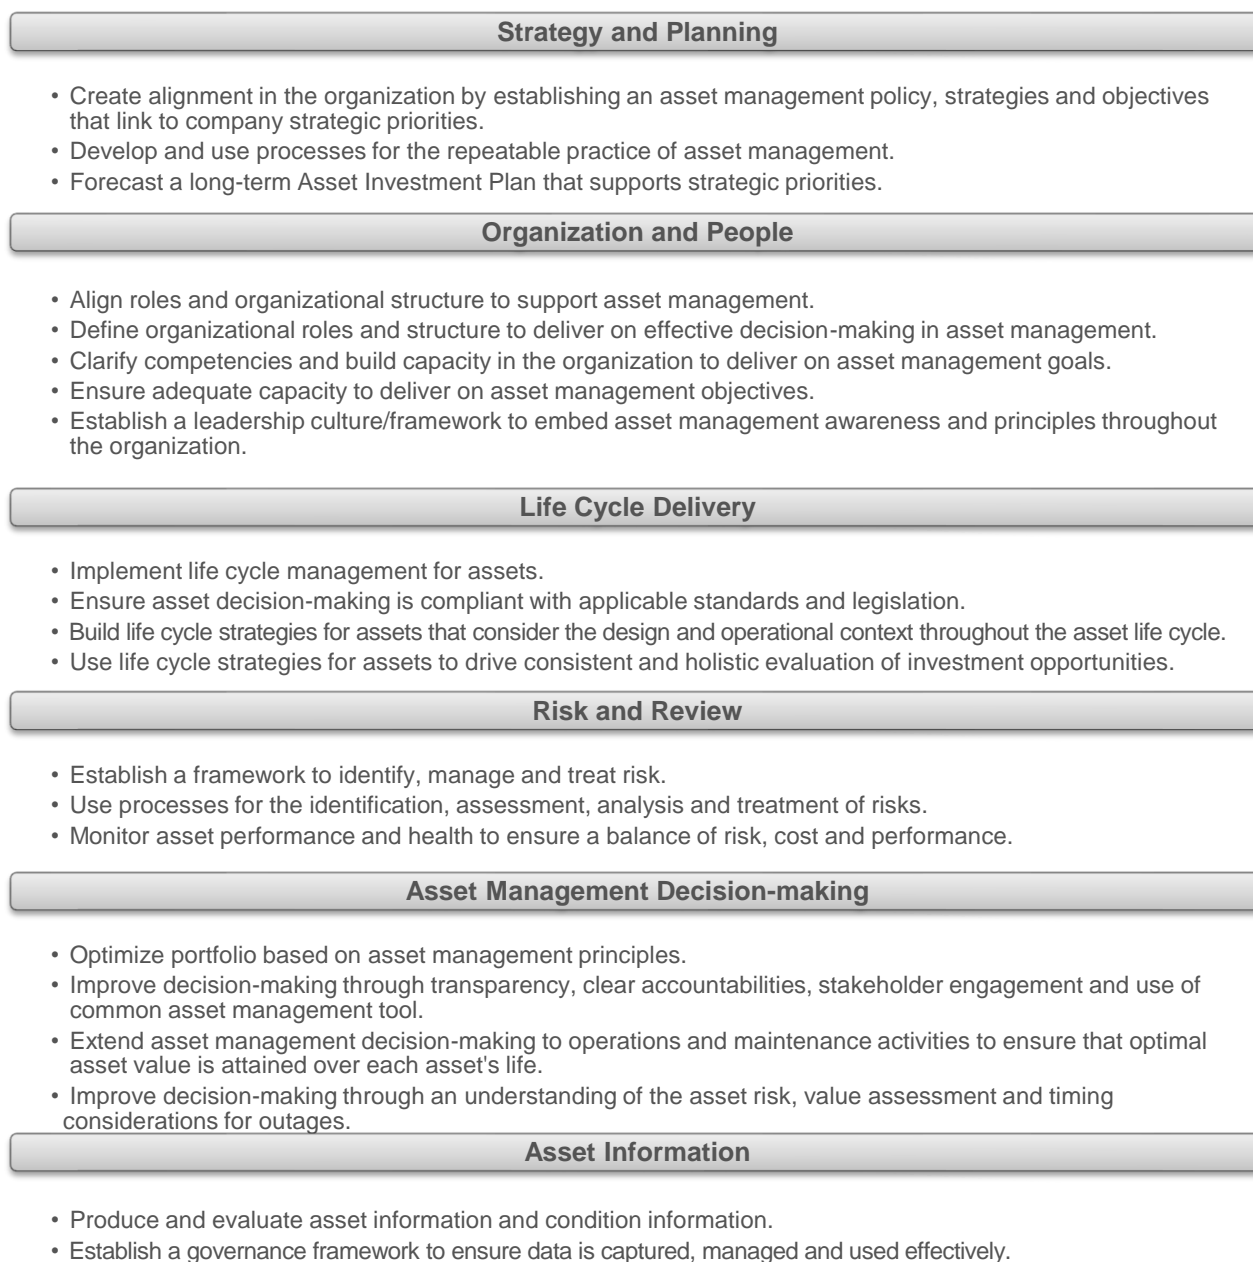 Strategy and Planning
• Create alignment in the organization by establishing an asset management policy, strategies and objectives
that link to company strategic priorities.
• Develop and use processes for the repeatable practice of asset management.
• Forecast a long-term Asset Investment Plan that supports strategic priorities.
Organization and People
• Align roles and organizational structure to support asset management.
• Define organizational roles and structure to deliver on effective decision-making in asset management.
• Clarify competencies and build capacity in the organization to deliver on asset management goals.
• Ensure adequate capacity to deliver on asset management objectives.
• Establish a leadership culture/framework to embed asset management awareness and principles throughout
the organization.
Life Cycle Delivery
• Implement life cycle management for assets.
• Ensure asset decision-making is compliant with applicable standards and legislation.
• Build life cycle strategies for assets that consider the design and operational context throughout the asset life cycle.
• Use life cycle strategies for assets to drive consistent and holistic evaluation of investment opportunities.
Risk and Review
• Establish a framework to identify, manage and treat risk.
• Use processes for the identification, assessment, analysis and treatment of risks.
• Monitor asset performance and health to ensure a balance of risk, cost and performance.
Asset Management Decision-making
• Optimize portfolio based on asset management principles.
• Improve decision-making through transparency, clear accountabilities, stakeholder engagement and use of
common asset management tool.
• Extend asset management decision-making to operations and maintenance activities to ensure that optimal
asset value is attained over each asset's life.
• Improve decision-making through an understanding of the asset risk, value assessment and timing
considerations for outages.
Asset Information
• Produce and evaluate asset information and condition information.
• Establish a governance framework to ensure data is captured, managed and used effectively.